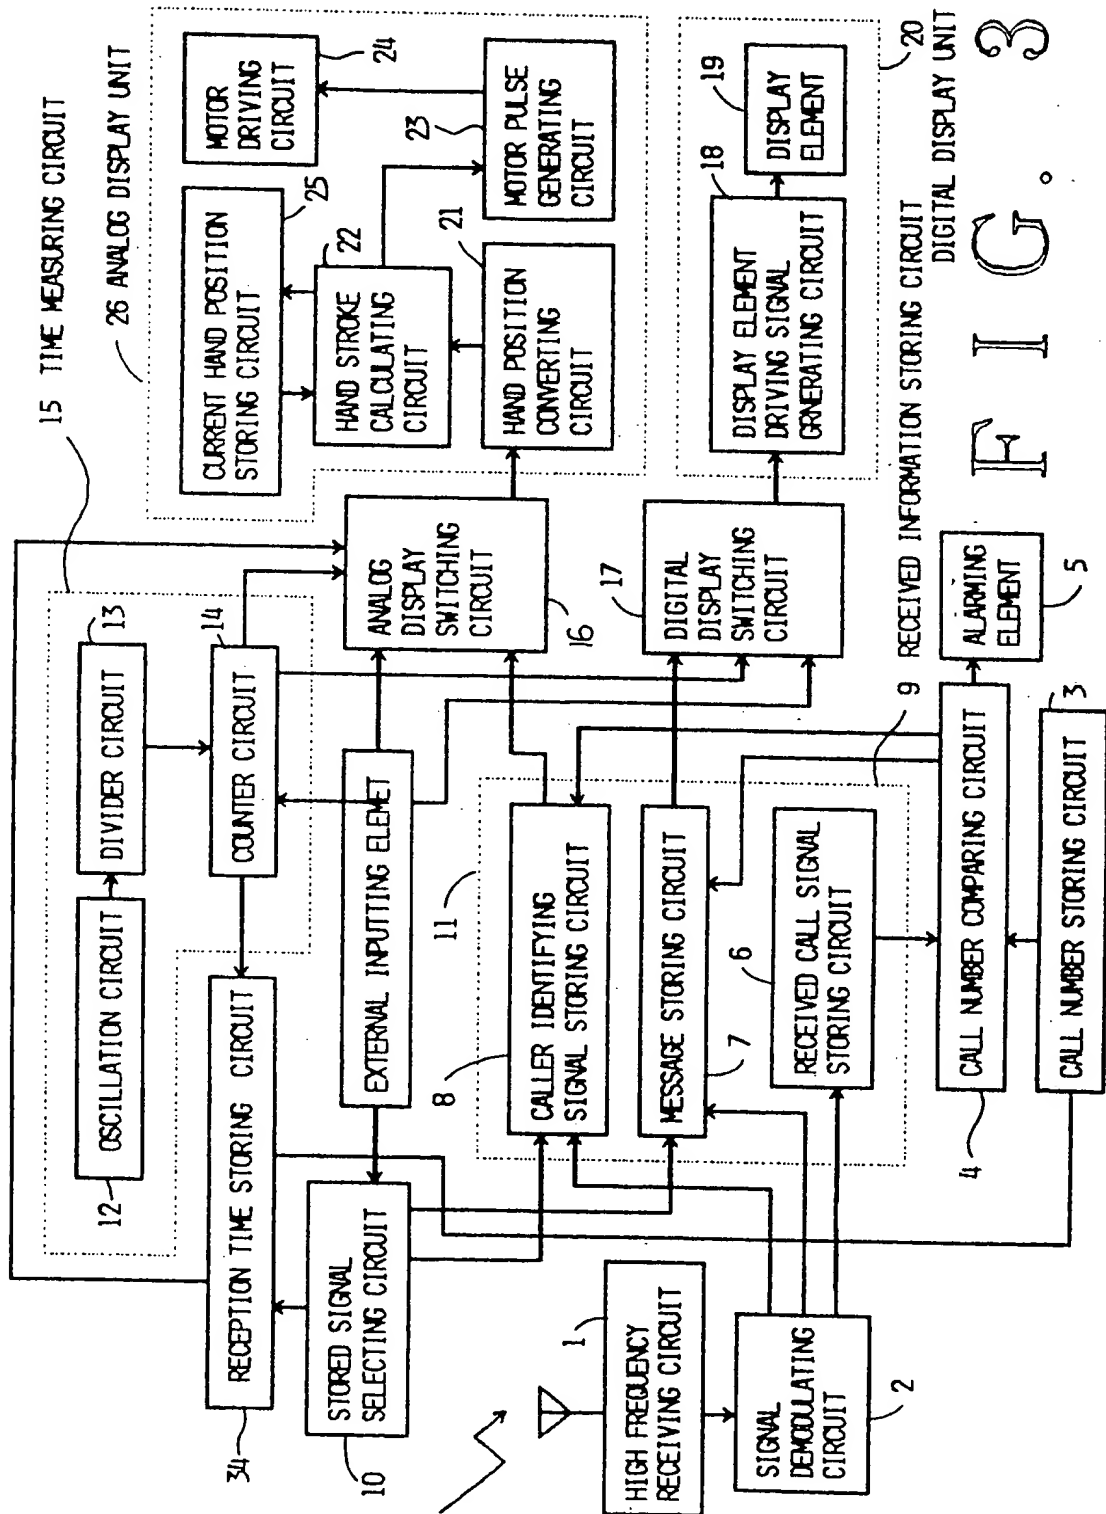 15 TIME MEASURING CIRCUIT
26 ANALOG DISPLAY UNIT
12
OSCILLATION CIRCUIT
13
DIVIDER CIRCUIT
14
COUNTER CIRCUIT
34
RECEPTION TIME STORING CIRCUIT
10
STORED SIGNAL
SELECTING CIRCUIT
EXTERNAL INPUTTING ELEMET
ANALOG
DISPLAY
SWITCHING
CIRCUIT
16
CURRENT HAND POSITION
STORING CIRCUIT
25
MOTOR
DRIVING
CIRCUIT
24
HAND STROKE
CALCULATING
CIRCUIT
22
23
MOTOR PULSE
GENERATING
CIRCUIT
21
HAND POSITION
CONVERTING
CIRCUIT
11
8
CALLER IDENTIFYING
SIGNAL STORING CIRCUIT
MESSAGE STORING CIRCUIT
7
6
RECEIVED CALL SIGNAL
STORING CIRCUIT
17
DIGITAL
DISPLAY
SWITCHING
CIRCUIT
18
DISPLAY ELEMENT
DRIVING SIGNAL
GRNERATING CIRCUIT
19
DISPLAY
ELEMENT
20
DIGITAL DISPLAY UNIT
9 RECEIVED INFORMATION STORING CIRCUIT
1
HIGH FREQUENCY
RECEIVING CIRCUIT
SIGNAL
DEMODULATING
CIRCUIT
2
4
CALL NUMBER COMPARING CIRCUIT
ALARMING
ELEMENT
5
CALL NUMBER STORING CIRCUIT
3
FIG. 3